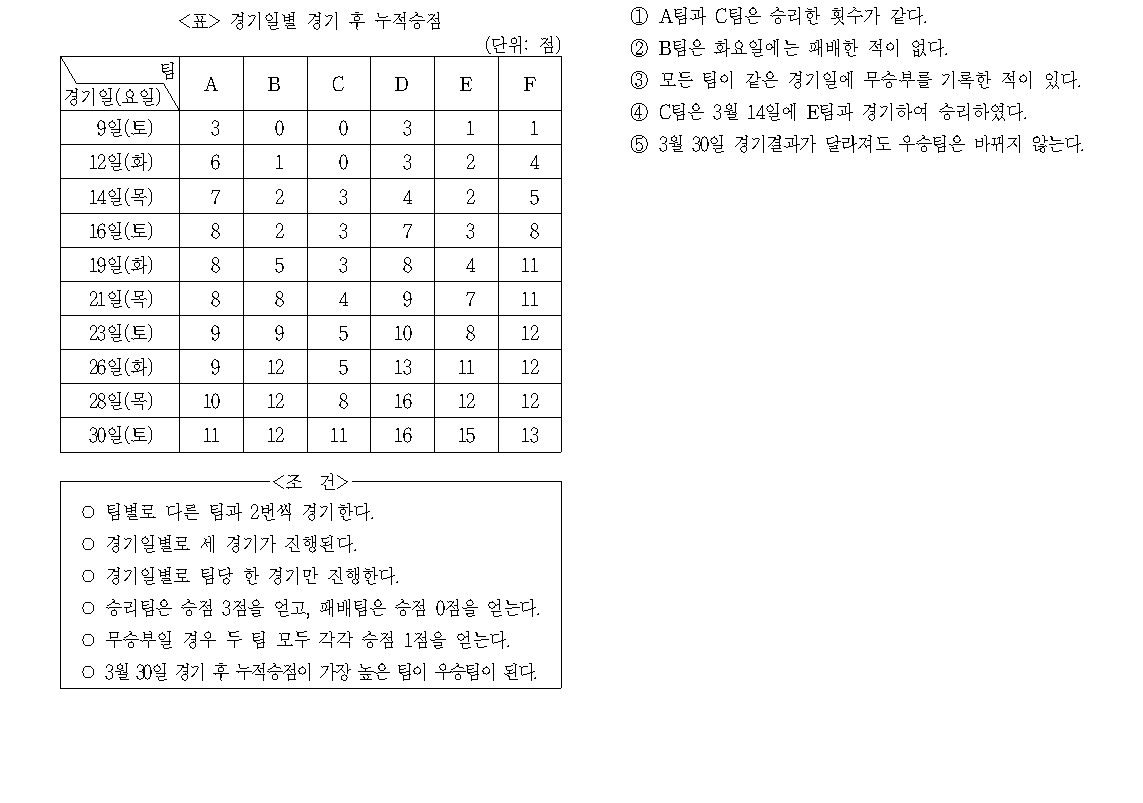 <표> 경기일별 경기 후 누적승점
(단위: 점)
팀
경기일(요일) A B C D E F
9일(토) 3 0 0 3 1 1
12일(화) 6 1 0 3 2 4
14일(목) 7 2 3 4 2 5
16일(토) 8 2 3 7 3 8
19일(화) 8 5 3 8 4 11
21일(목) 8 8 4 9 7 11
23일(토) 9 9 5 10 8 12
26일(화) 9 12 5 13 11 12
28일(목) 10 12 8 16 12 12
30일(토) 11 12 11 16 15 13
<조 건>
○ 팀별로 다른 팀과 2번씩 경기한다.
○ 경기일별로 세 경기가 진행된다.
○ 경기일별로 팀당 한 경기만 진행한다.
○ 승리팀은 승점 3점을 얻고, 패배팀은 승점 0점을 얻는다.
○ 무승부일 경우 두 팀 모두 각각 승점 1점을 얻는다.
○ 3월 30일 경기 후 누적승점이 가장 높은 팀이 우승팀이 된다.
① A팀과 C팀은 승리한 횟수가 같다.
② B팀은 화요일에는 패배한 적이 없다.
③ 모든 팀이 같은 경기일에 무승부를 기록한 적이 있다.
④ C팀은 3월 14일에 E팀과 경기하여 승리하였다.
⑤ 3월 30일 경기결과가 달라져도 우승팀은 바뀌지 않는다.